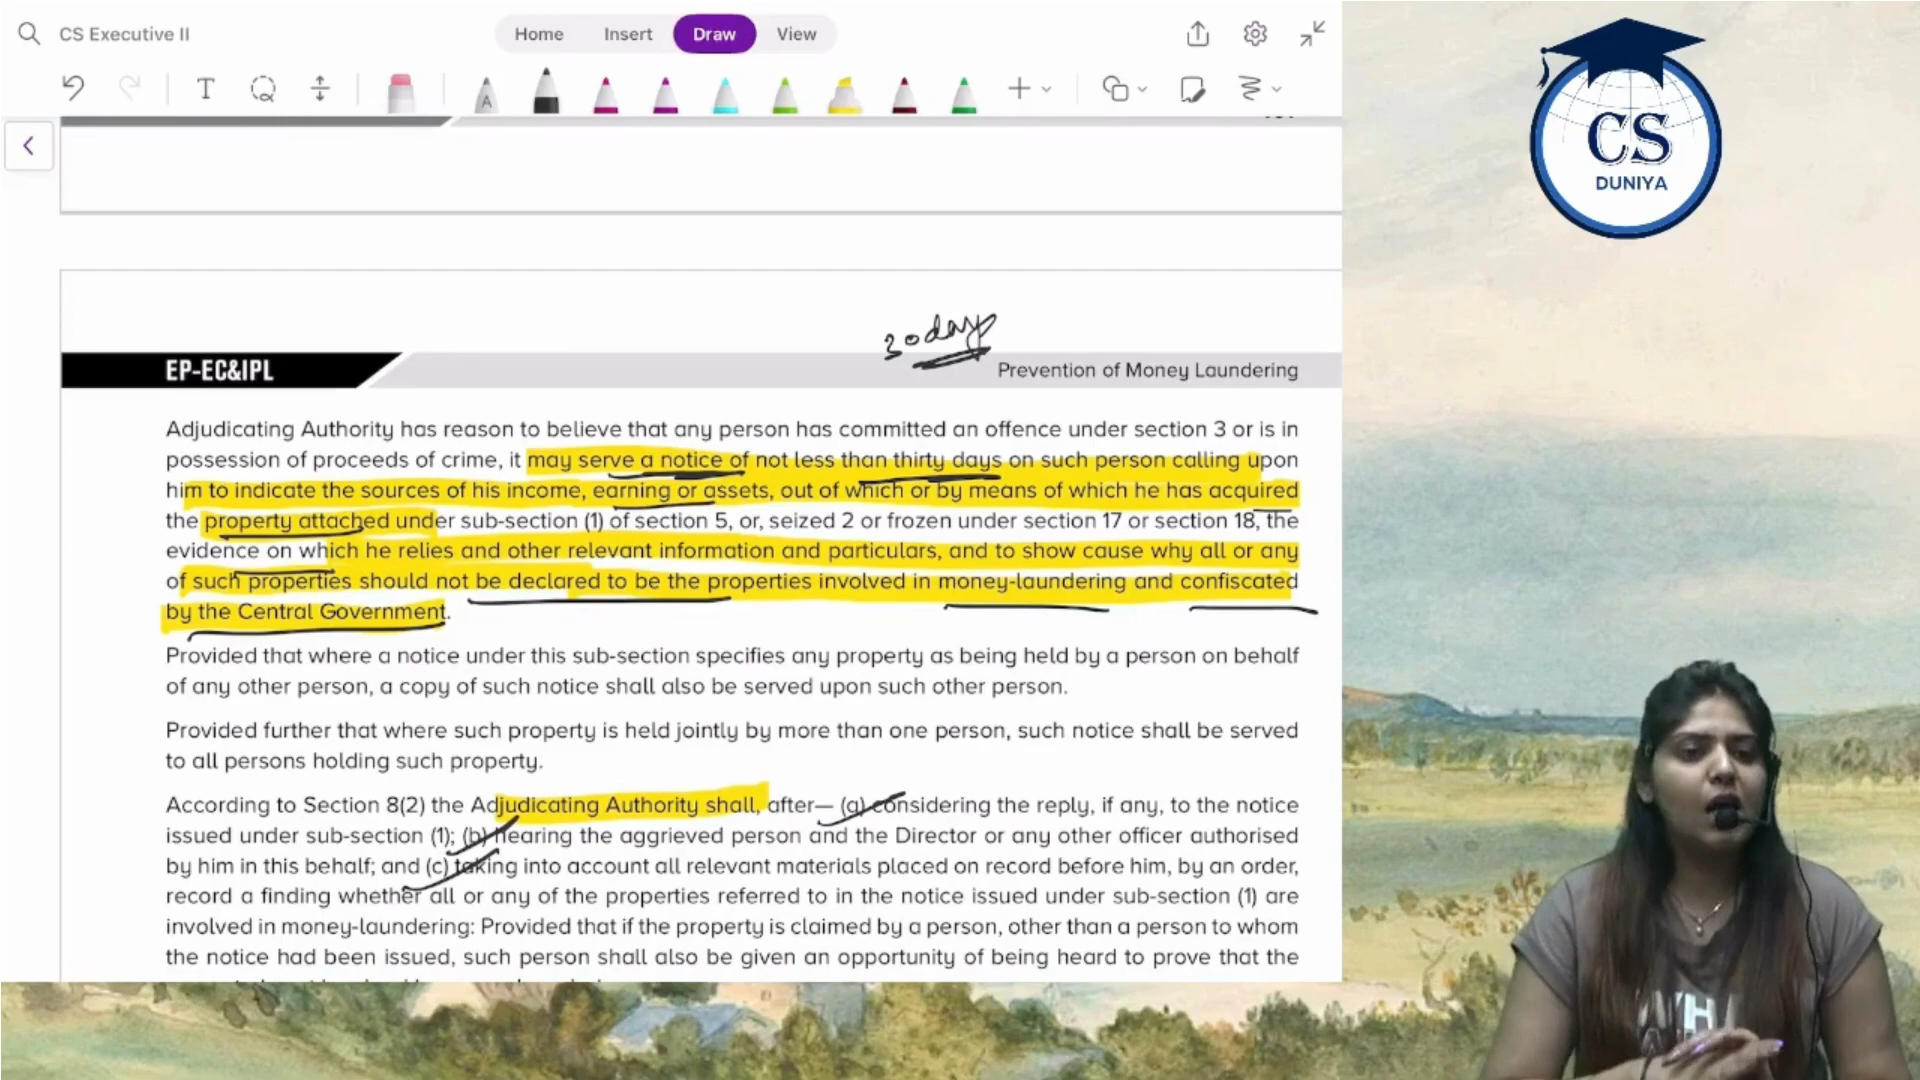 CS Executive II
Home Insert Draw View
T
A
CS
DUNIYA
30 days
EP-EC&IPL
Prevention of Money Laundering
Adjudicating Authority has reason to believe that any person has committed an offence under section 3 or is in
possession of proceeds of crime, it may serve a notice of not less than thirty days on such person calling upon
him to indicate the sources of his income, earning or assets, out of which or by means of which he has acquired
the property attached under sub-section (1) of section 5, or, seized 2 or frozen under section 17 or section 18, the
evidence on which he relies and other relevant information and particulars, and to show cause why all or any
of such properties should not be declared to be the properties involved in money-laundering and confiscated
by the Central Government.
Provided that where a notice under this sub-section specifies any property as being held by a person on behalf
of any other person, a copy of such notice shall also be served upon such other person.
Provided further that where such property is held jointly by more than one person, such notice shall be served
to all persons holding such property.
According to Section 8(2) the Adjudicating Authority shall, after— (a) considering the reply, if any, to the notice
issued under sub-section (1); (b) hearing the aggrieved person and the Director or any other officer authorised
by him in this behalf; and (c) taking into account all relevant materials placed on record before him, by an order,
record a finding whether all or any of the properties referred to in the notice issued under sub-section (1) are
involved in money-laundering: Provided that if the property is claimed by a person, other than a person to whom
the notice had been issued, such person shall also be given an opportunity of being heard to prove that the